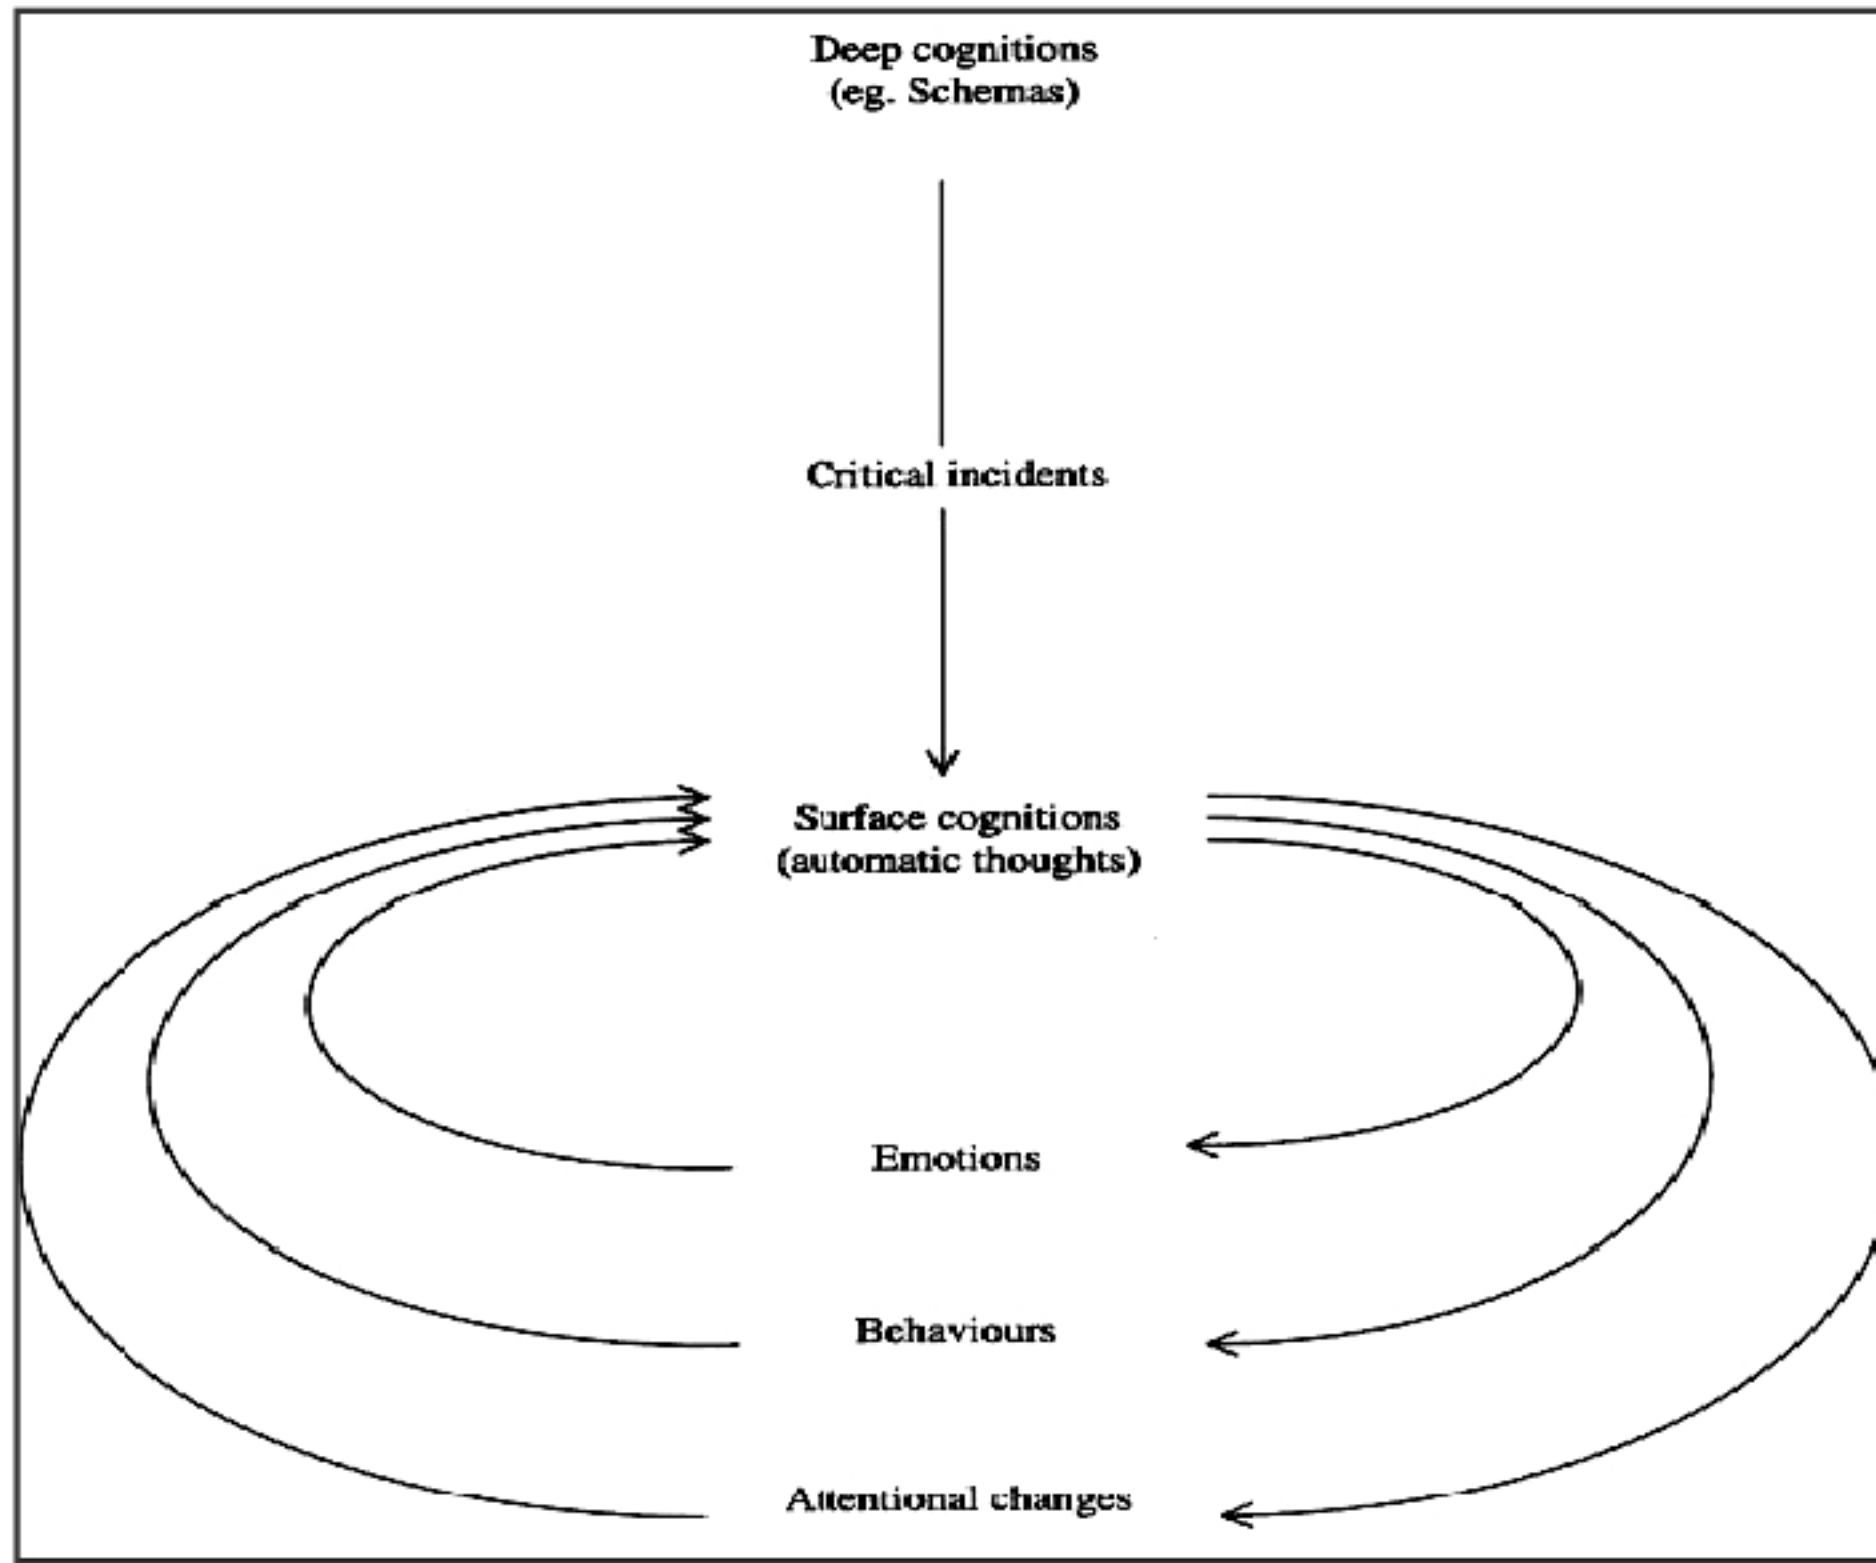 Deep cognitions
(eg. Schemas)
Critical incidents
Surface cognitions
(automatic thoughts)
Emotions
Behaviours
Attentional changes